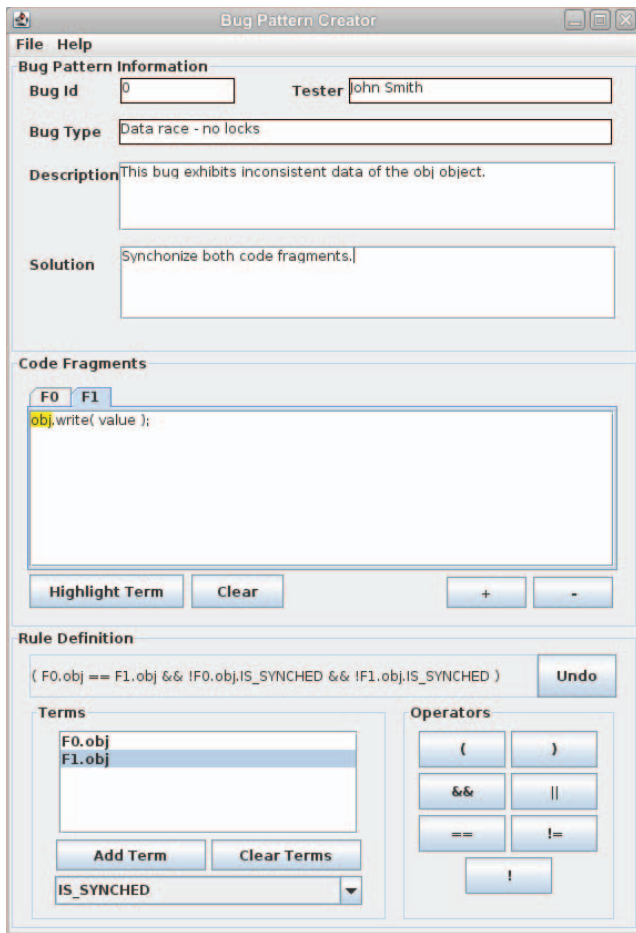 Bug Pattern Creator
File Help
Bug Pattern Information
Bug Id 0 Tester John Smith
Bug Type Data race - no locks
Description This bug exhibits inconsistent data of the obj object.
Solution Synchonize both code fragments.
Code Fragments
F0 F1
obj.write( value );
Highlight Term Clear + -
Rule Definition
( F0.obj == F1.obj && !F0.obj.IS_SYNCHED && !F1.obj.IS_SYNCHED ) Undo
Terms Operators
F0.obj
F1.obj
( )
&& ||
== !=
Add Term Clear Terms
!
IS_SYNCHED